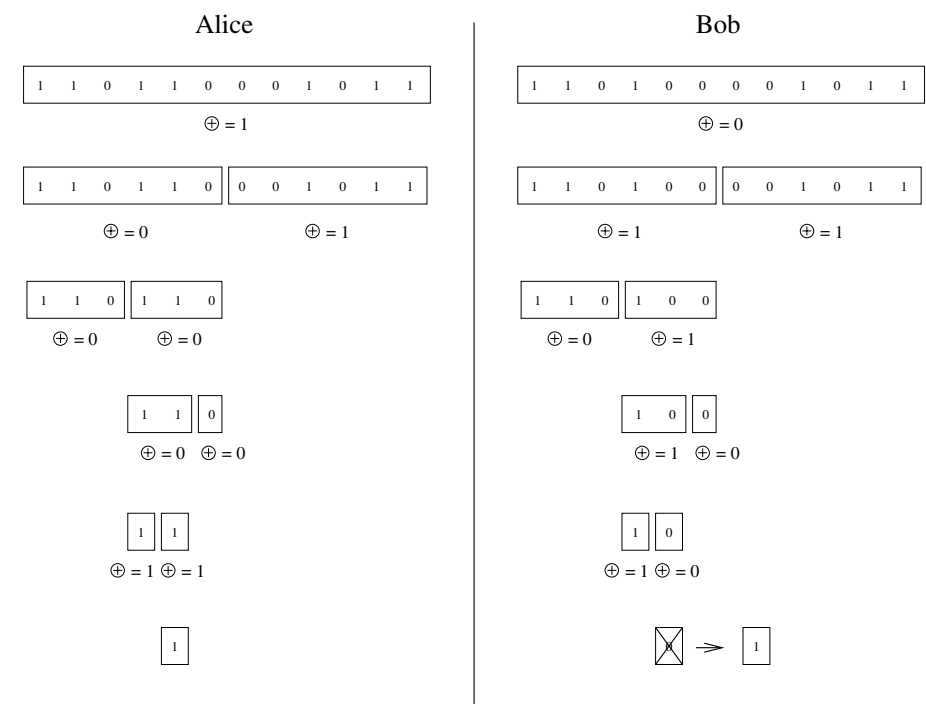 Alice Bob
1 1 0 1 1 0 0 0 1 0 1 1 1 1 0 1 0 0 0 0 1 0 1 1
⊕ = 1 ⊕ = 0
1 1 0 1 1 0 0 0 1 0 1 1 1 1 0 1 0 0 0 0 1 0 1 1
⊕ = 0 ⊕ = 1 ⊕ = 1 ⊕ = 1
1 1 0 1 1 0 1 1 0 1 0 0
⊕ = 0 ⊕ = 0 ⊕ = 0 ⊕ = 1
1 1 0 1 0 0
⊕ = 0 ⊕ = 0 ⊕ = 1 ⊕ = 0
1 1 1 0
⊕ = 1 ⊕ = 1 ⊕ = 1 ⊕ = 0
1 0 1